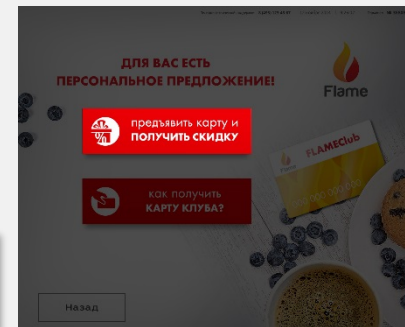 ДЛЯ ВАС ЕСТЬ
ПЕРСОНАЛЬНОЕ ПРЕДЛОЖЕНИЕ!
Flame
предъявить карту и
ПОЛУЧИТЬ СКИДКУ
FLAMEClub
как получить
КАРТУ КЛУБА?
Назад